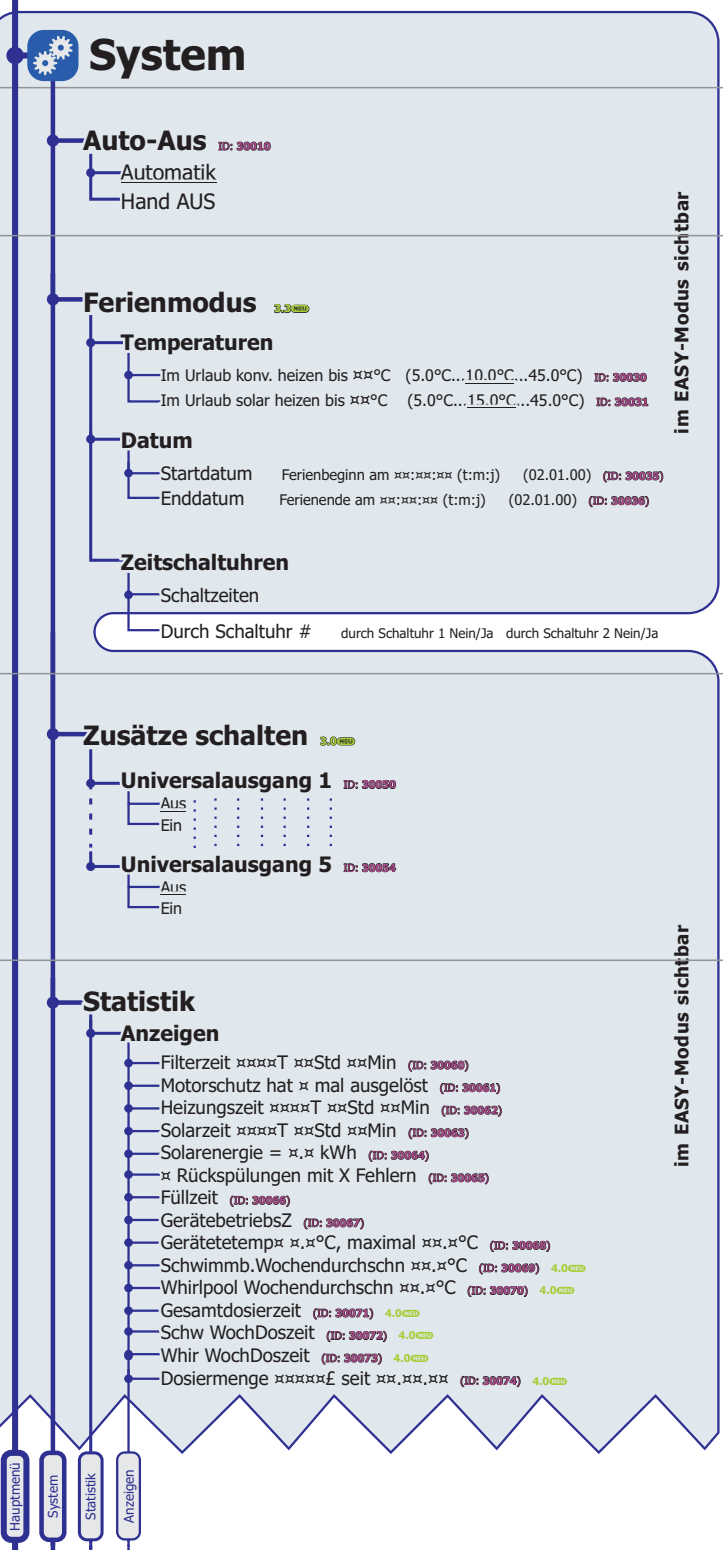 System
Auto-Aus ID: 30010
Automatik
Hand AUS
im EASY-Modus sichtbar
Ferienmodus 3.3 NEU
Temperaturen
Im Urlaub konv. heizen bis ¤¤°C (5.0°C...10.0°C...45.0°C) ID: 30030
Im Urlaub solar heizen bis ¤¤°C (5.0°C...15.0°C...45.0°C) ID: 30031
Datum
Startdatum Ferienbeginn am ¤¤:¤¤:¤¤ (t:m:j) (02.01.00) (ID: 30035)
Enddatum Ferienende am ¤¤:¤¤:¤¤ (t:m:j) (02.01.00) (ID: 30036)
Zeitschaltuhren
Schaltzeiten
Durch Schaltuhr # durch Schaltuhr 1 Nein/Ja durch Schaltuhr 2 Nein/Ja
Zusätze schalten 3.0 NEU
Universalausgang 1 ID: 30050
Aus
Ein
Universalausgang 5 ID: 30054
Aus
Ein
im EASY-Modus sichtbar
Statistik
Anzeigen
Filterzeit ¤¤¤¤T ¤¤Std ¤¤Min (ID: 30060)
Motorschutz hat ¤ mal ausgelöst (ID: 30061)
Heizungszeit ¤¤¤¤T ¤¤Std ¤¤Min (ID: 30062)
Solarzeit ¤¤¤¤T ¤¤Std ¤¤Min (ID: 30063)
Solarenergie = ¤.¤ kWh (ID: 30064)
¤ Rückspülungen mit X Fehlern (ID: 30065)
Füllzeit (ID: 30066)
GerätebetriebsZ (ID: 30067)
Gerätetetemp¤ ¤.¤°C, maximal ¤¤.¤°C (ID: 30068)
Schwimmb.Wochendurchschn ¤¤.¤°C (ID: 30069) 4.0 NEU
Whirlpool Wochendurchschn ¤¤.¤°C (ID: 30070) 4.0 NEU
Gesamtdosierzeit (ID: 30071) 4.0 NEU
Schw WochDoszeit (ID: 30072) 4.0 NEU
Whir WochDoszeit (ID: 30073) 4.0 NEU
Dosiermenge ¤¤¤¤¤£ seit ¤¤.¤¤.¤¤ (ID: 30074) 4.0 NEU
Hauptmenü
System
Statistik
Anzeigen